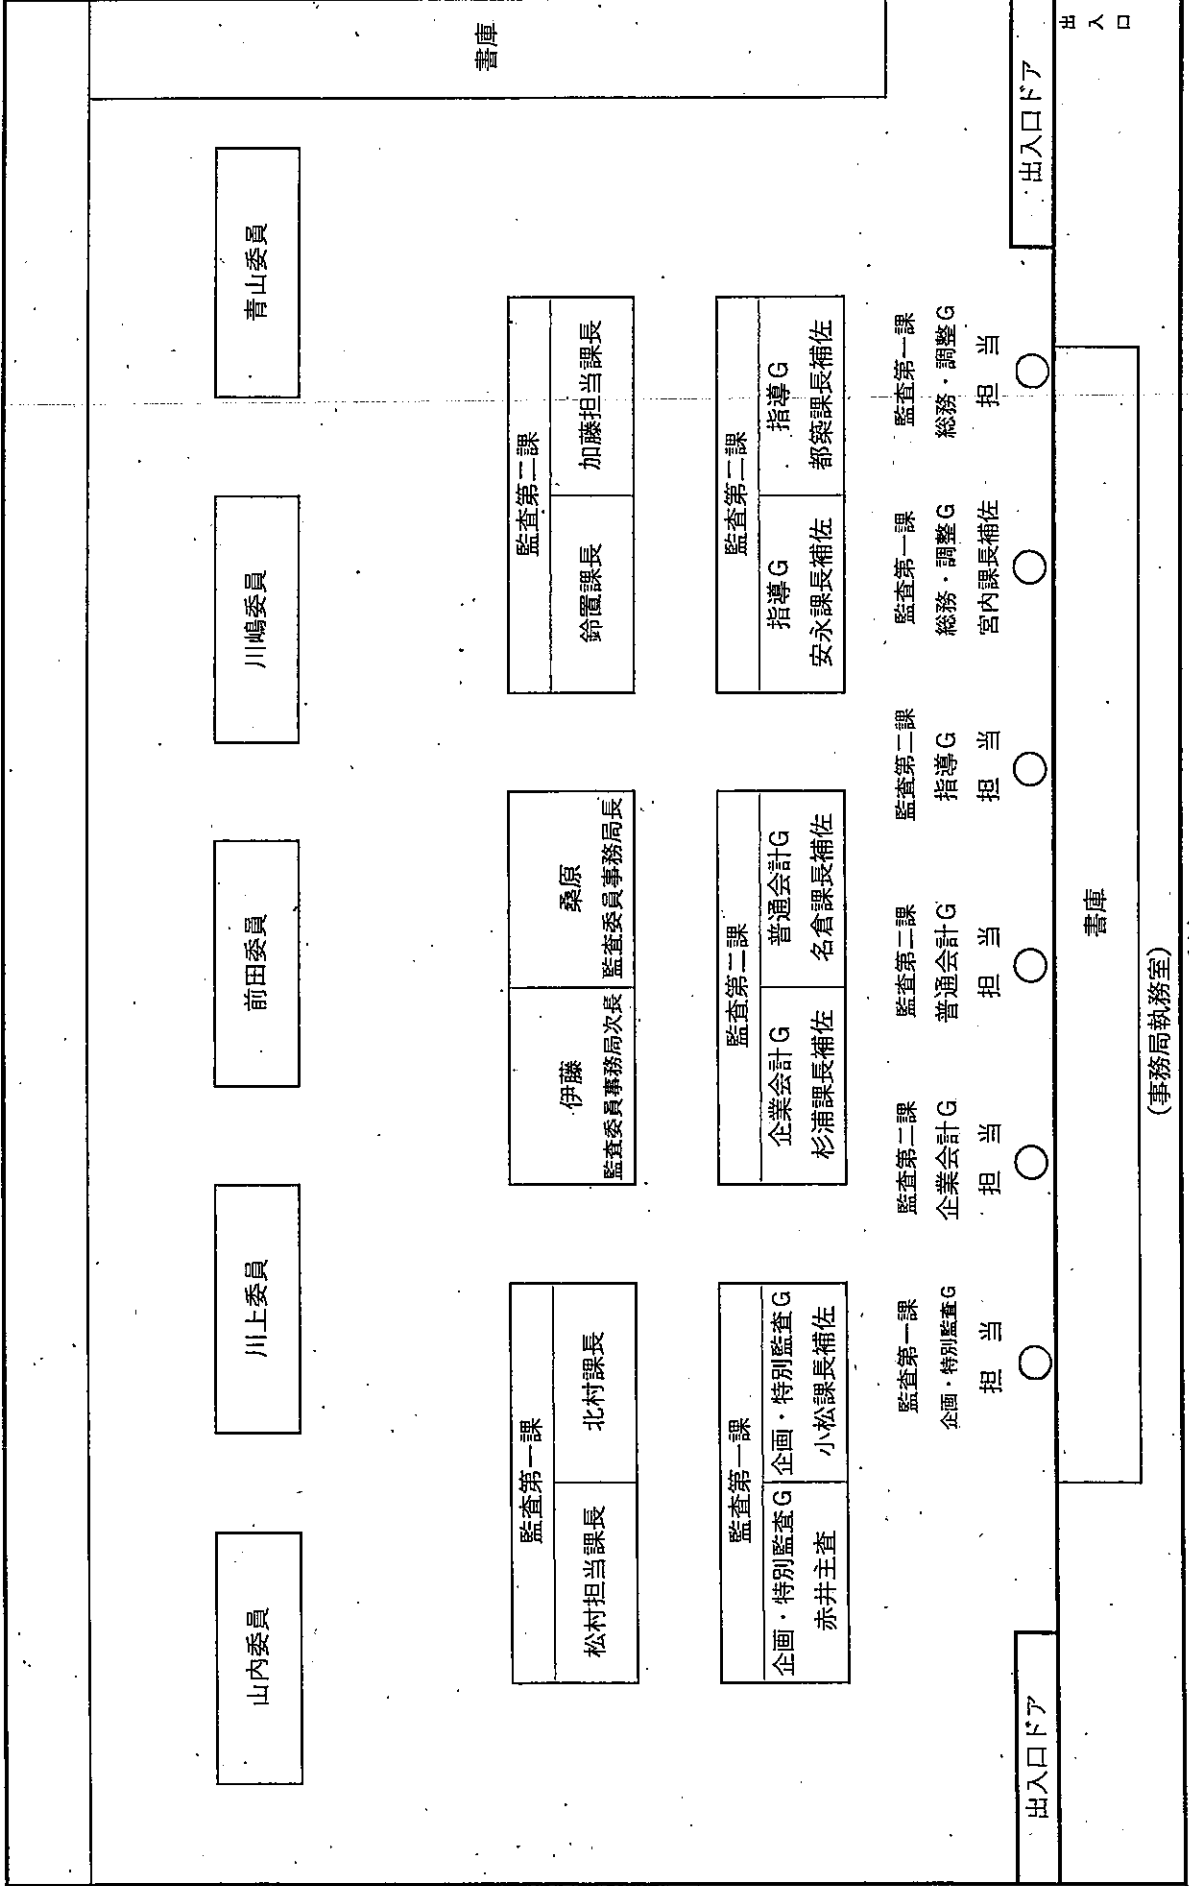 書庫
山内委員
川上委員
前田委員
川嶋委員
青山委員
監査第一課
松村担当課長
北村課長
伊藤
監査委員事務局次長
桑原
監査委員事務局長
監査第二課
鈴置課長
加藤担当課長
監査第一課
企画・特別監査G
赤井主査
企画・特別監査G
小松課長補佐
監査第二課
企業会計G
杉浦課長補佐
普通会計G
名倉課長補佐
監査第二課
指導G
安永課長補佐
指導G
都築課長補佐
監査第一課
企画・特別監査G
担 当
監査第二課
企業会計G
担 当
監査第二課
普通会計G
担 当
監査第二課
指導G
担 当
監査第一課
総務・調整G
宮内課長補佐
監査第一課
総務・調整G
担 当
出入口ドア
出入口ドア
出入口
書庫
(事務局執務室)